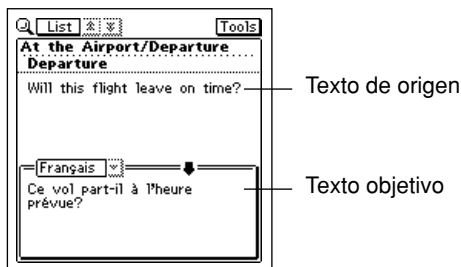 List Tools
At the Airport/Departure
Departure
Will this flight leave on time?
Texto de origen
Français
Ce vol part-il à l'heure
prévue?
Texto objetivo